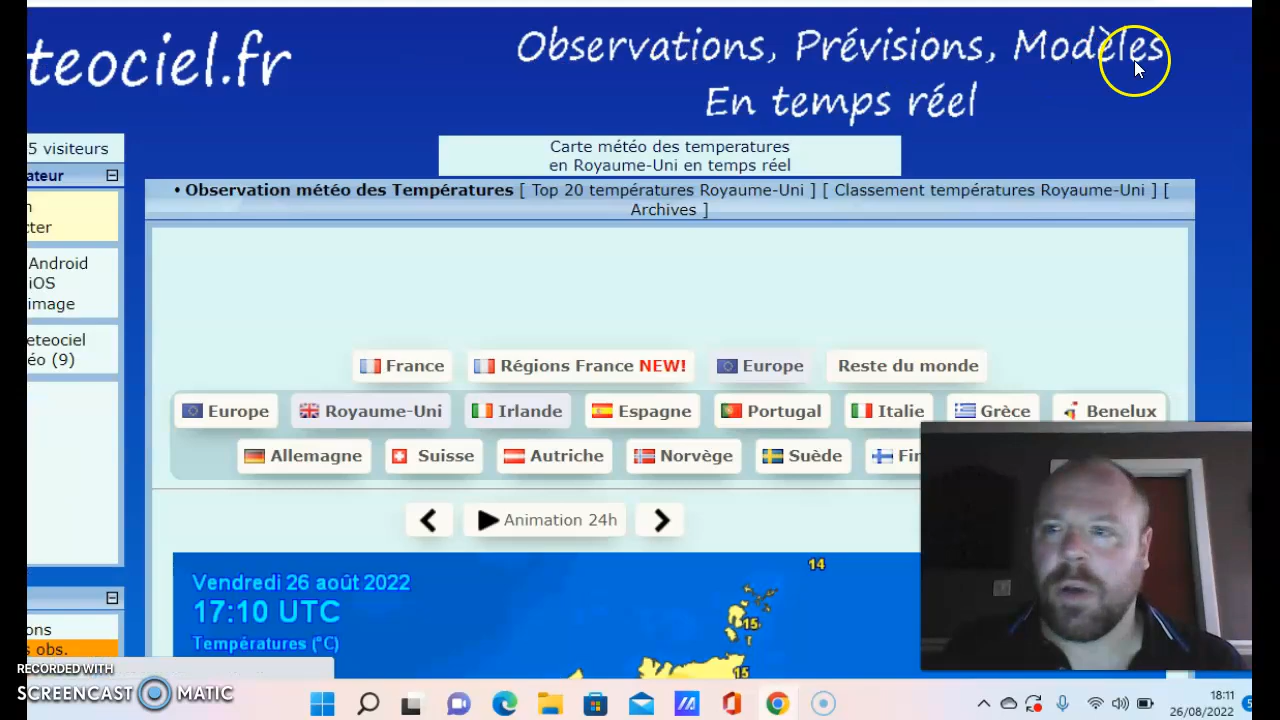 teociel.fr
Observations, Prévisions, Modèles
En temps réel
5 visiteurs
ateur
n
cter
Android
iOS
image
eteociel
éo (9)
Carte météo des temperatures
en Royaume-Uni en temps réel
• Observation météo des Températures [ Top 20 températures Royaume-Uni ] [ Classement températures Royaume-Uni ] [
Archives ]
France Régions France NEW! Europe Reste du monde
Europe Royaume-Uni Irlande Espagne Portugal Italie Grèce Benelux
Allemagne Suisse Autriche Norvège Suède Fin
Animation 24h
Vendredi 26 août 2022
17:10 UTC
Températures (°C)
14
15
15
ons
s obs.
RECORDED WITH
SCREENCAST MATIC
18:11
26/08/2022
5